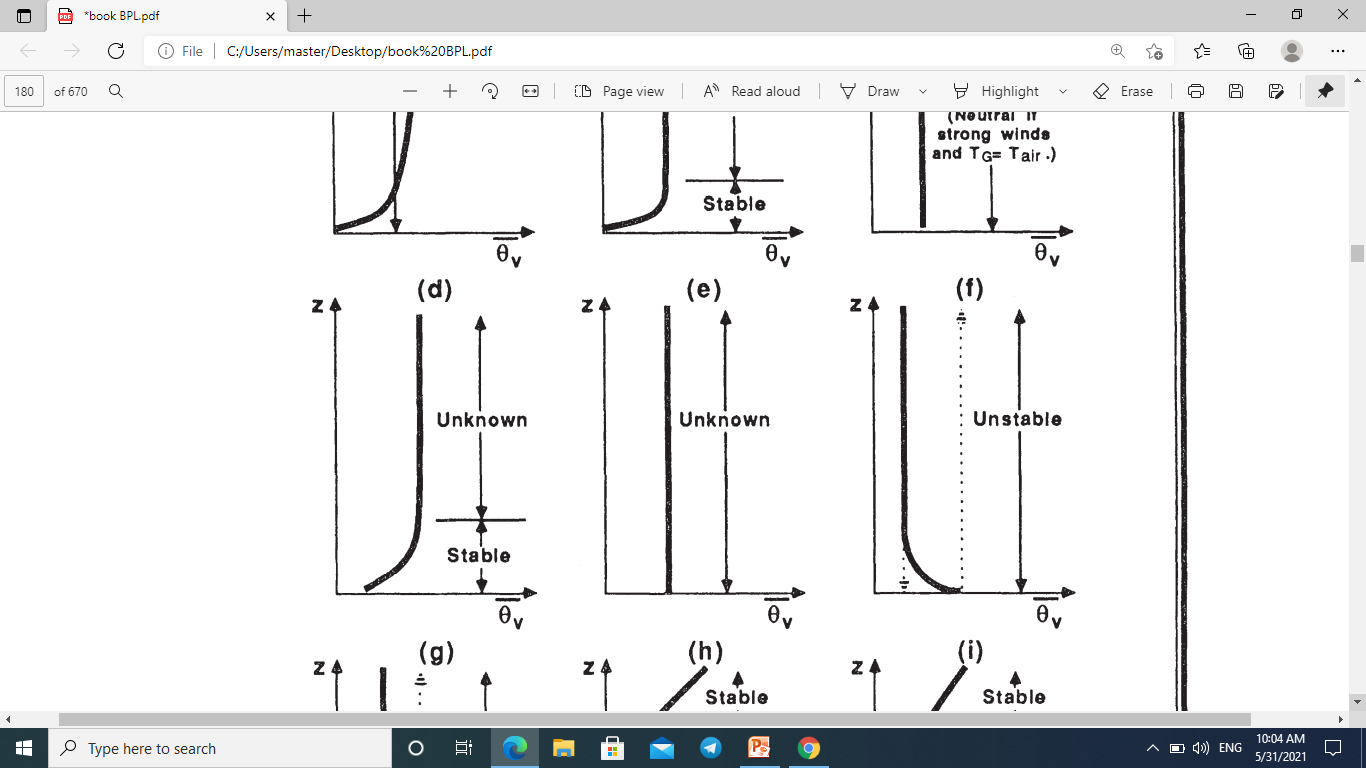 *book BPL.pdf
File
C:/Users/master/Desktop/book%20BPL.pdf
180
of 670
Page view
Read aloud
Draw
Highlight
Erase
(Neutral if
strong winds
and TG= Tair .)
Stable
θv
θv
θv
(d)
(e)
(f)
z
z
z
Unknown
Unknown
Unstable
Stable
θv
θv
θv
(g)
(h)
(i)
z
z
z
Stable
Stable
Type here to search
ENG
10:04 AM
5/31/2021